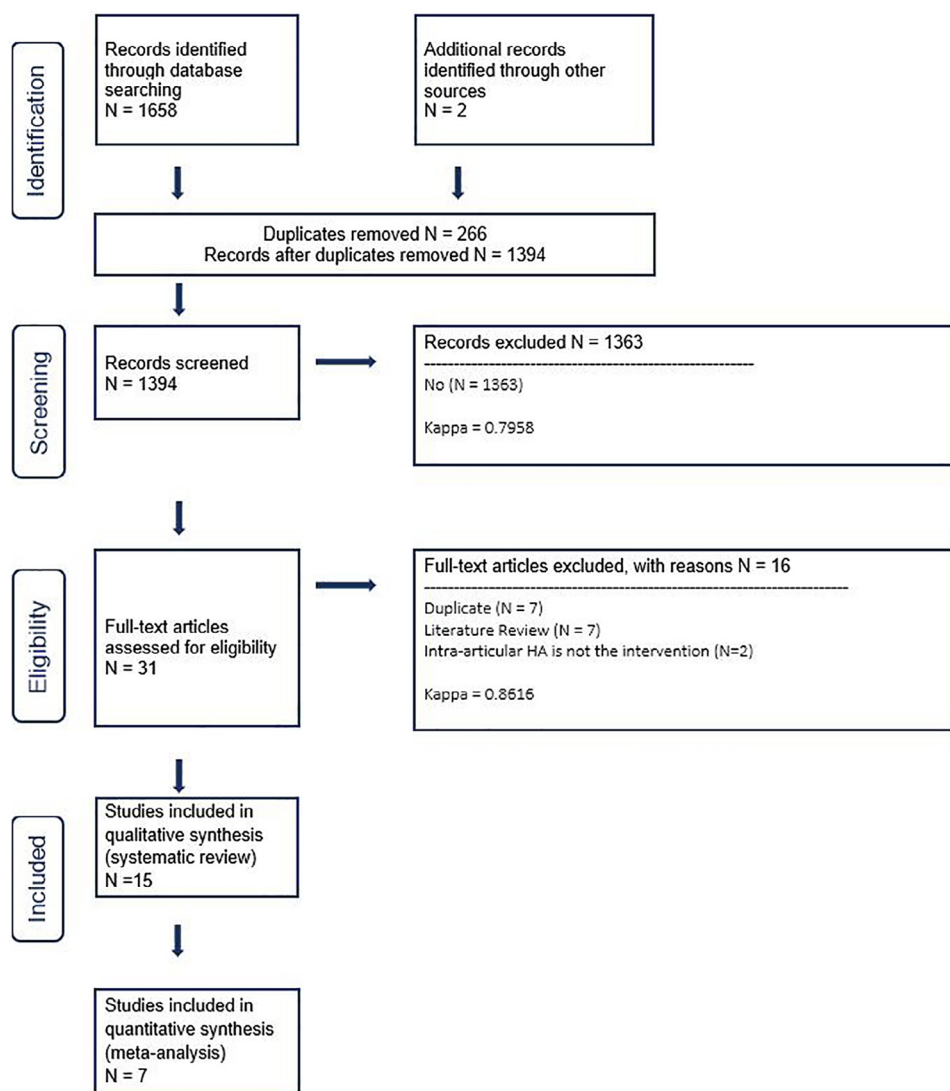 Identification
Records identified
through database
searching
N = 1658
Additional records
identified through other
sources
N = 2
Duplicates removed N = 266
Records after duplicates removed N = 1394
Screening
Records screened
N = 1394
Records excluded N = 1363
No (N = 1363)
Kappa = 0.7958
Eligibility
Full-text articles
assessed for eligibility
N = 31
Full-text articles excluded, with reasons N = 16
Duplicate (N = 7)
Literature Review (N = 7)
Intra-articular HA is not the intervention (N=2)
Kappa = 0.8616
Included
Studies included in
qualitative synthesis
(systematic review)
N =15
Studies included in
quantitative synthesis
(meta-analysis)
N = 7